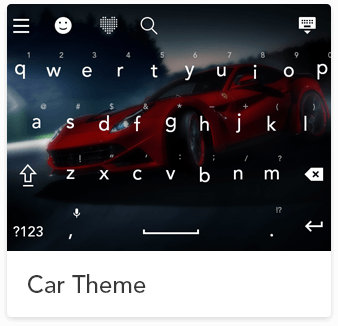 1 2 3 4 5 6 7 8 9 0
q w e r t y u i o p
@ # $ & * - + ( )
a s d f g h j k l
! " ' : ; / ?
z x c v b n m
!?
?123 , .
Car Theme